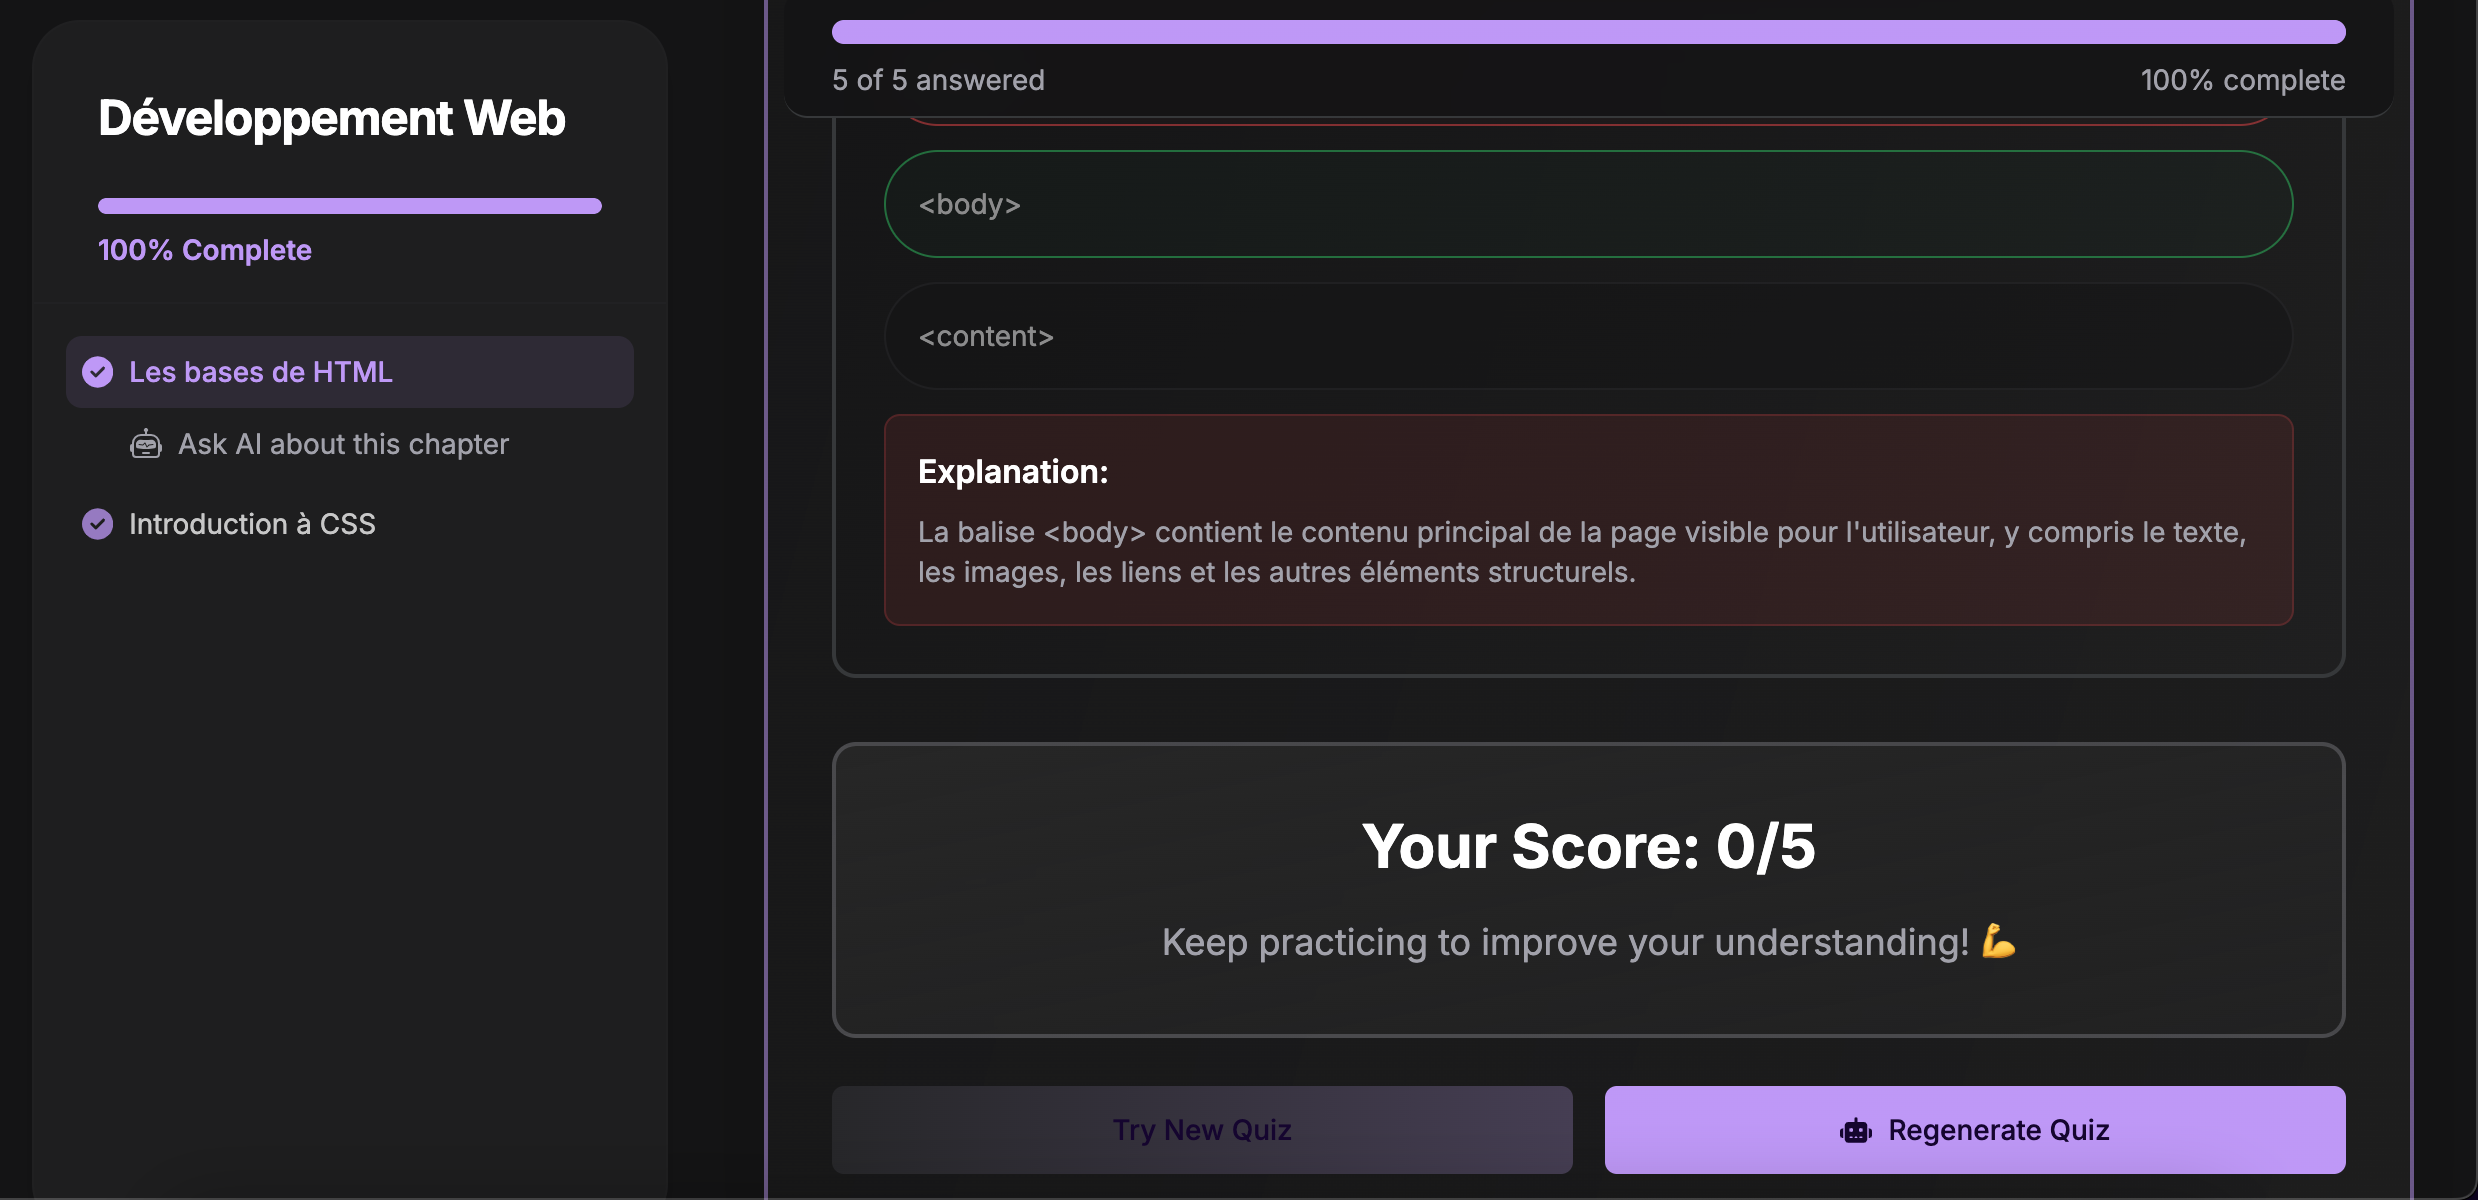 Développement Web
100% Complete
Les bases de HTML
Ask AI about this chapter
Introduction à CSS
5 of 5 answered
100% complete
<body>
<content>
Explanation:
La balise <body> contient le contenu principal de la page visible pour l'utilisateur, y compris le texte,
les images, les liens et les autres éléments structurels.
Your Score: 0/5
Keep practicing to improve your understanding! 💪
Try New Quiz
Regenerate Quiz